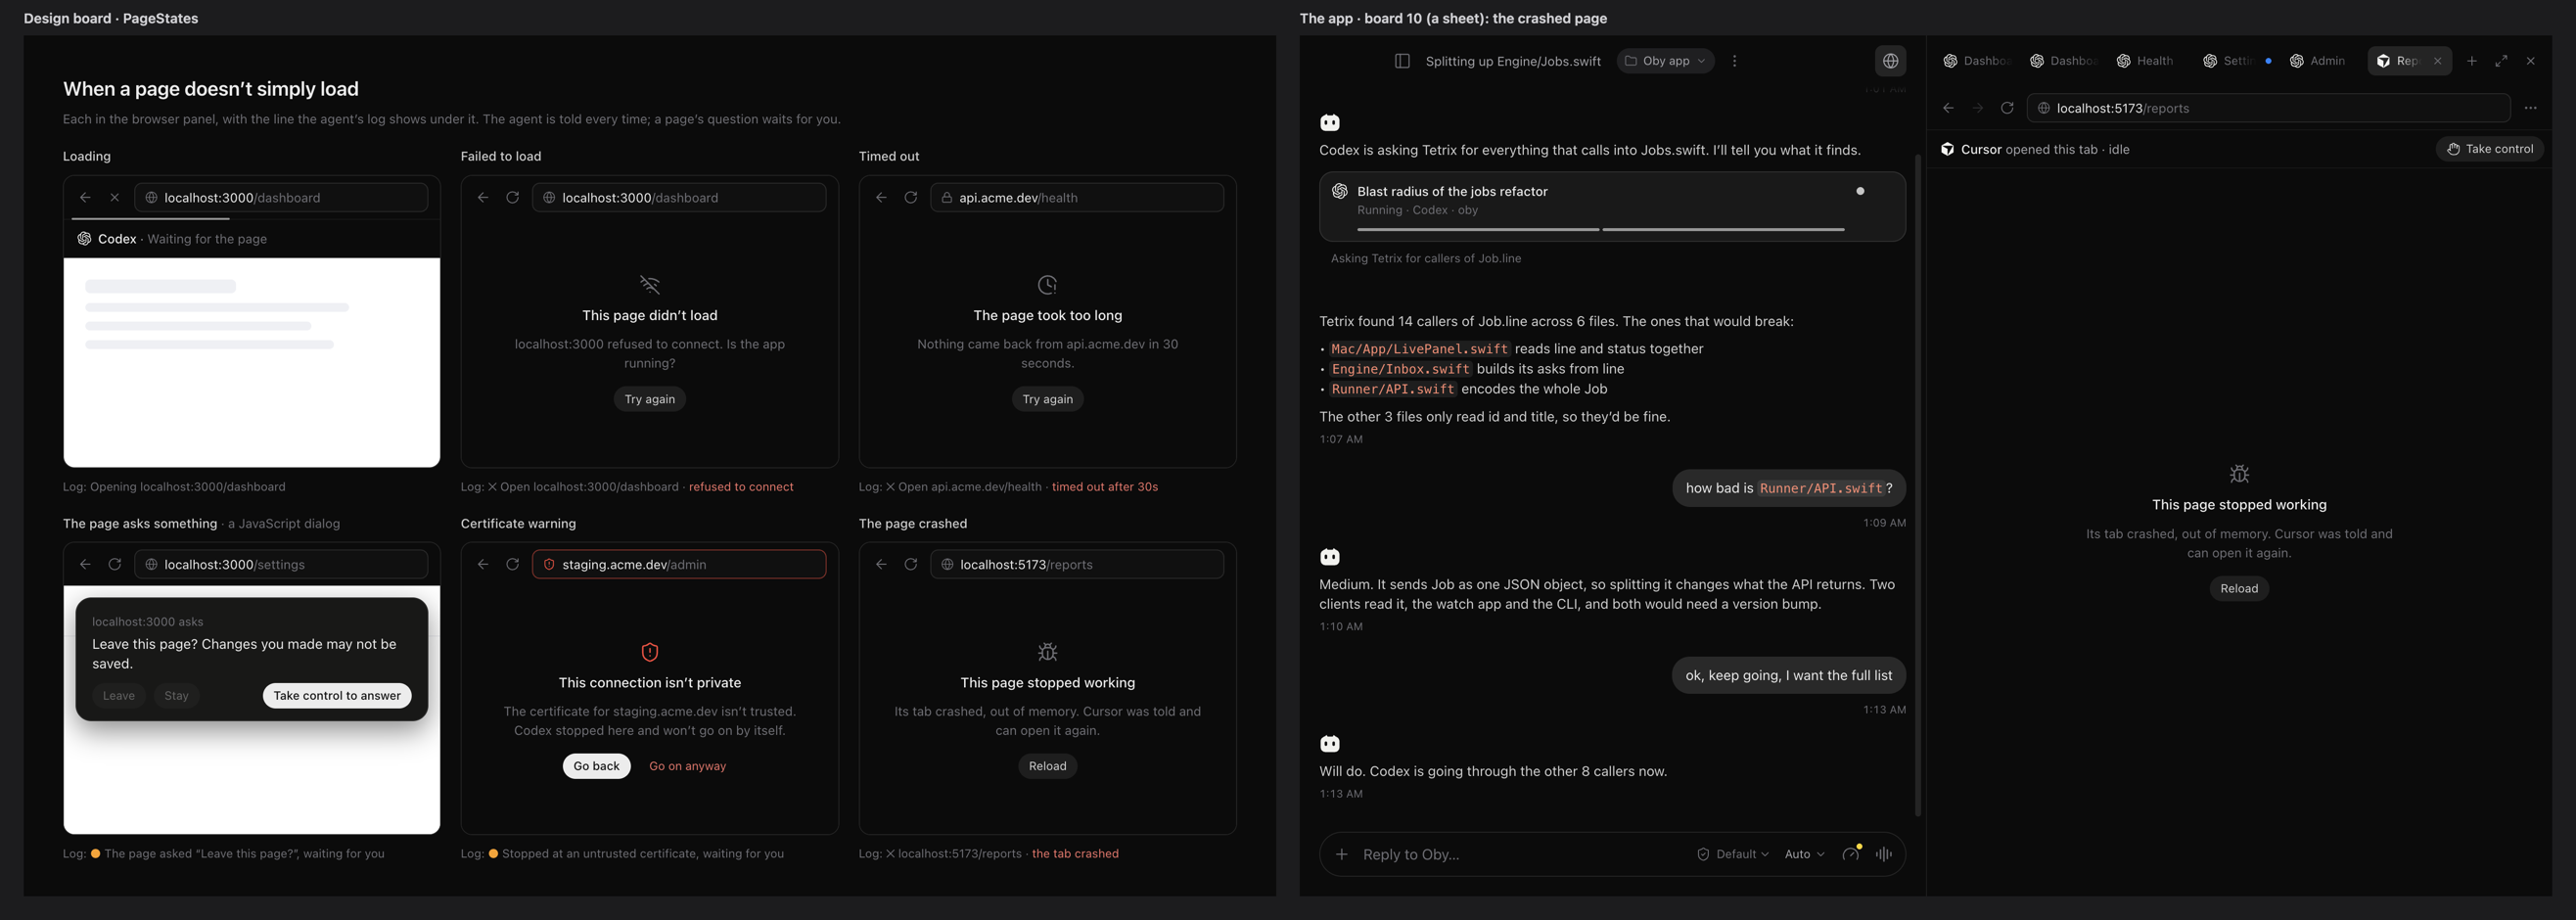 Design board · PageStates
When a page doesn’t simply load
Each in the browser panel, with the line the agent’s log shows under it. The agent is told every time; a page’s question waits for you.
Loading
localhost:3000/dashboard
Codex · Waiting for the page
Log: Opening localhost:3000/dashboard
Failed to load
localhost:3000/dashboard
This page didn’t load
localhost:3000 refused to connect. Is the app
running?
Try again
Log: ✕ Open localhost:3000/dashboard · refused to connect
Timed out
api.acme.dev/health
The page took too long
Nothing came back from api.acme.dev in 30
seconds.
Try again
Log: ✕ Open api.acme.dev/health · timed out after 30s
The page asks something · a JavaScript dialog
localhost:3000/settings
localhost:3000 asks
Leave this page? Changes you made may not be
saved.
Leave Stay Take control to answer
Log: The page asked “Leave this page?”, waiting for you
Certificate warning
staging.acme.dev/admin
This connection isn’t private
The certificate for staging.acme.dev isn’t trusted.
Codex stopped here and won’t go on by itself.
Go back Go on anyway
Log: Stopped at an untrusted certificate, waiting for you
The page crashed
localhost:5173/reports
This page stopped working
Its tab crashed, out of memory. Cursor was told and
can open it again.
Reload
Log: ✕ localhost:5173/reports · the tab crashed
The app · board 10 (a sheet): the crashed page
Splitting up Engine/Jobs.swift Oby app
Codex is asking Tetrix for everything that calls into Jobs.swift. I’ll tell you what it finds.
Blast radius of the jobs refactor
Running · Codex · oby
Asking Tetrix for callers of Job.line
Tetrix found 14 callers of Job.line across 6 files. The ones that would break:
• Mac/App/LivePanel.swift reads line and status together
• Engine/Inbox.swift builds its asks from line
• Runner/API.swift encodes the whole Job
The other 3 files only read id and title, so they’d be fine.
1:07 AM
how bad is Runner/API.swift?
1:09 AM
Medium. It sends Job as one JSON object, so splitting it changes what the API returns. Two
clients read it, the watch app and the CLI, and both would need a version bump.
1:10 AM
ok, keep going, I want the full list
1:13 AM
Will do. Codex is going through the other 8 callers now.
1:13 AM
Reply to Oby... Default Auto
Dashboa Dashboa Health Settin Admin Rep
localhost:5173/reports
Cursor opened this tab · idle Take control
This page stopped working
Its tab crashed, out of memory. Cursor was told and
can open it again.
Reload